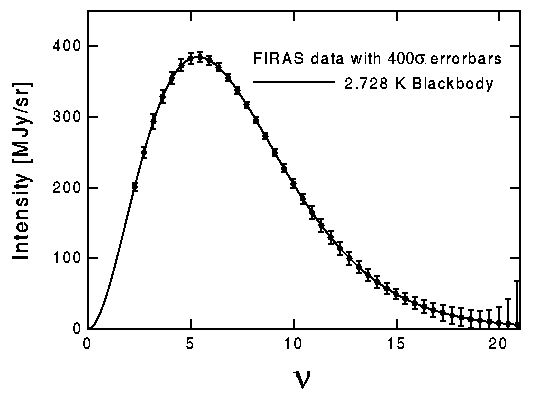 400
300
200
100
0
Intensity [MJy/sr]
FIRAS data with 400σ errorbars
2.728 K Blackbody
0 5 10 15 20
ν